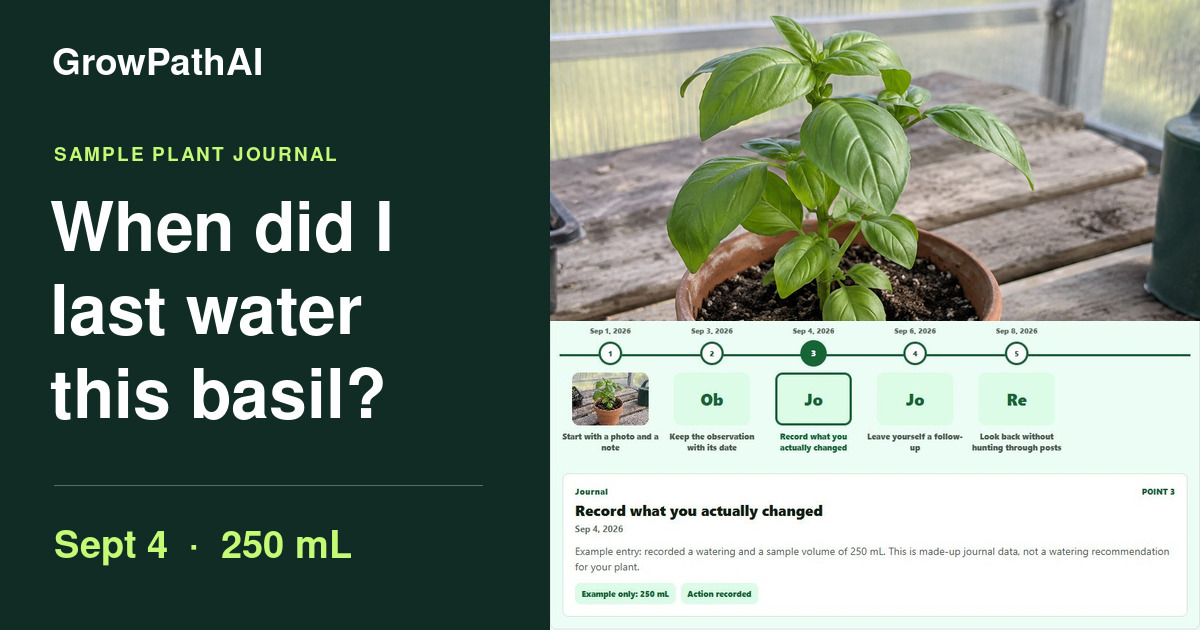 GrowPathAI
SAMPLE PLANT JOURNAL
When did I
last water
this basil?
Sept 4 · 250 mL
Sep 1, 2026
Sep 3, 2026
Sep 4, 2026
Sep 6, 2026
Sep 8, 2026
1
2
3
4
5
Ob
Jo
Jo
Re
Start with a photo and a
note
Keep the observation
with its date
Record what you
actually changed
Leave yourself a follow-
up
Look back without
hunting through posts
Journal
POINT 3
Record what you actually changed
Sep 4, 2026
Example entry: recorded a watering and a sample volume of 250 mL. This is made-up journal data, not a watering recommendation
for your plant.
Example only: 250 mL
Action recorded